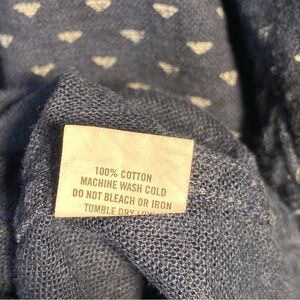 100% COTTON
MACHINE WASH COLD
DO NOT BLEACH OR IRON
TUMBLE DRY LOW